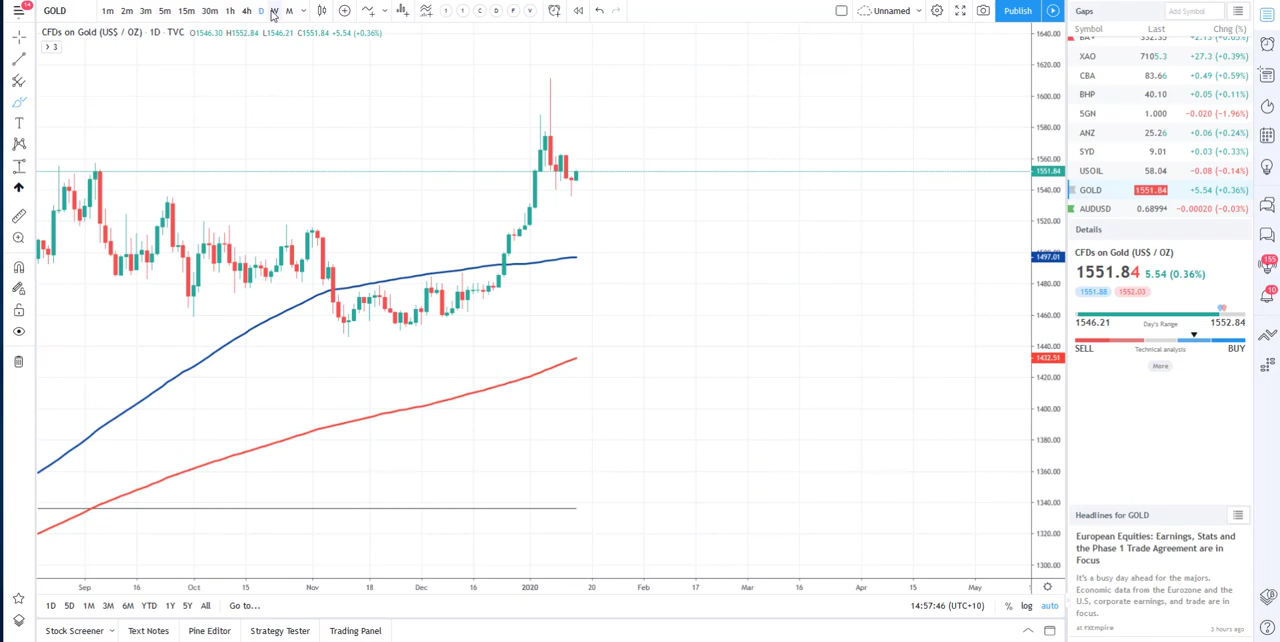 14
GOLD 1m 2m 3m 5m 15m 30m 1h 4h D W M Unnamed Publish
CFDs on Gold (US$ / OZ) · 1D · TVC O1546.30 H1552.84 L1546.21 C1551.84 +5.54 (+0.36%)
3
1640.00
1620.00
1600.00
1580.00
1560.00
1551.84
1540.00
1520.00
1497.01
1480.00
1460.00
1440.00
1432.51
1420.00
1400.00
1380.00
1360.00
1340.00
1320.00
1300.00
Sep 16 Oct 15 Nov 18 Dec 16 2020 20 Feb 17 Mar 16 Apr 15 May
1D 5D 1M 3M 6M YTD 1Y 5Y All Go to... 14:57:46 (UTC+10) % log auto
Stock Screener Text Notes Pine Editor Strategy Tester Trading Panel
Gaps Add Symbol
Symbol Last Chng (%)
XAO 7105.3 +27.3 (+0.39%)
CBA 83.66 +0.49 (+0.59%)
BHP 40.10 +0.05 (+0.11%)
SGN 1.000 -0.020 (-1.96%)
ANZ 25.26 +0.06 (+0.24%)
SYD 9.01 +0.03 (+0.33%)
USOIL 58.04 -0.08 (-0.14%)
GOLD 1551.84 +5.54 (+0.36%)
AUDUSD 0.68994 -0.00020 (-0.03%)
Details
CFDs on Gold (US$ / OZ)
1551.84 5.54 (0.36%)
1551.88 1552.03
1546.21 Day's Range 1552.84
SELL Technical analysis BUY
More
Headlines for GOLD
European Equities: Earnings, Stats and
the Phase 1 Trade Agreement are in
Focus
It's a busy day ahead for the majors.
Economic data from the Eurozone and the
U.S, corporate earnings, and trade are in
focus.
at FXEmpire 3 hours ago
155
10